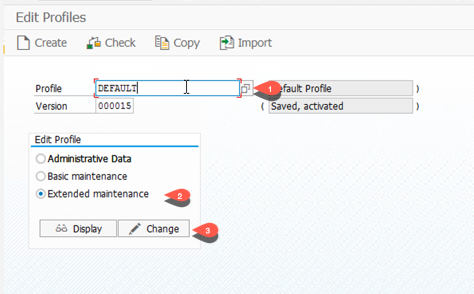 Edit Profiles
Create Check Copy Import
Profile DEFAULT 1 Default Profile )
Version 000015 ( Saved, activated )
Edit Profile
Administrative Data
Basic maintenance
Extended maintenance 2
Display Change 3